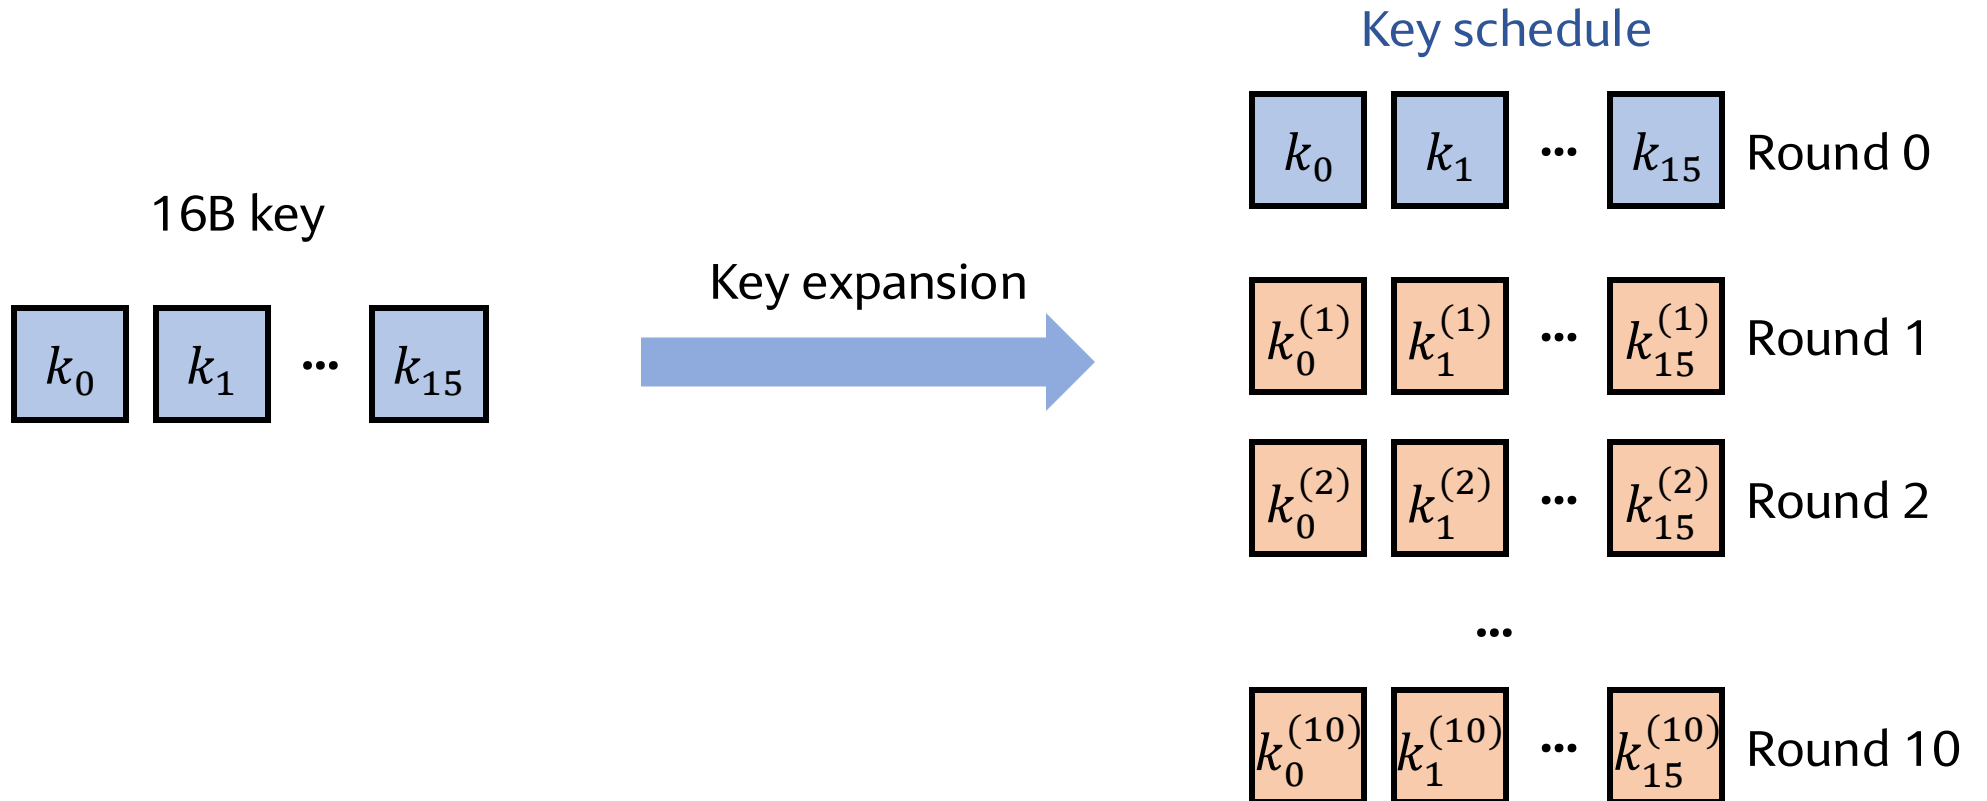 Key schedule
k₀ k₁ ... k₁₅ Round 0
16B key
Key expansion
k₀ k₁ ... k₁₅
k₀⁽¹⁾ k₁⁽¹⁾ ... k₁₅⁽¹⁾ Round 1
k₀⁽²⁾ k₁⁽²⁾ ... k₁₅⁽²⁾ Round 2
...
k₀⁽¹⁰⁾ k₁⁽¹⁰⁾ ... k₁₅⁽¹⁰⁾ Round 10